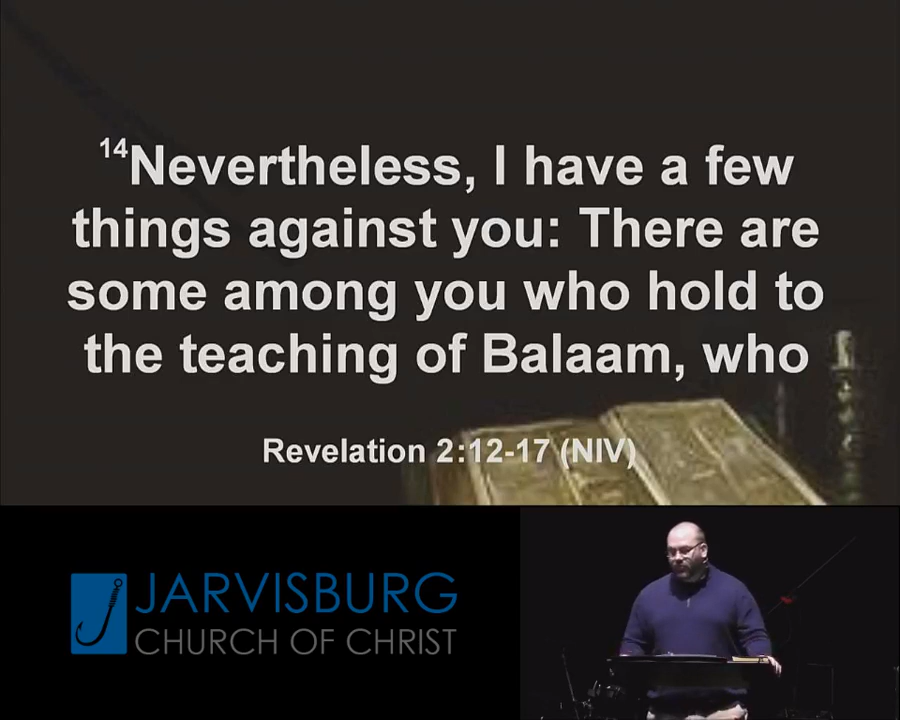 ¹⁴Nevertheless, I have a few
things against you: There are
some among you who hold to
the teaching of Balaam, who
Revelation 2:12-17 (NIV)
JARVISBURG
CHURCH OF CHRIST